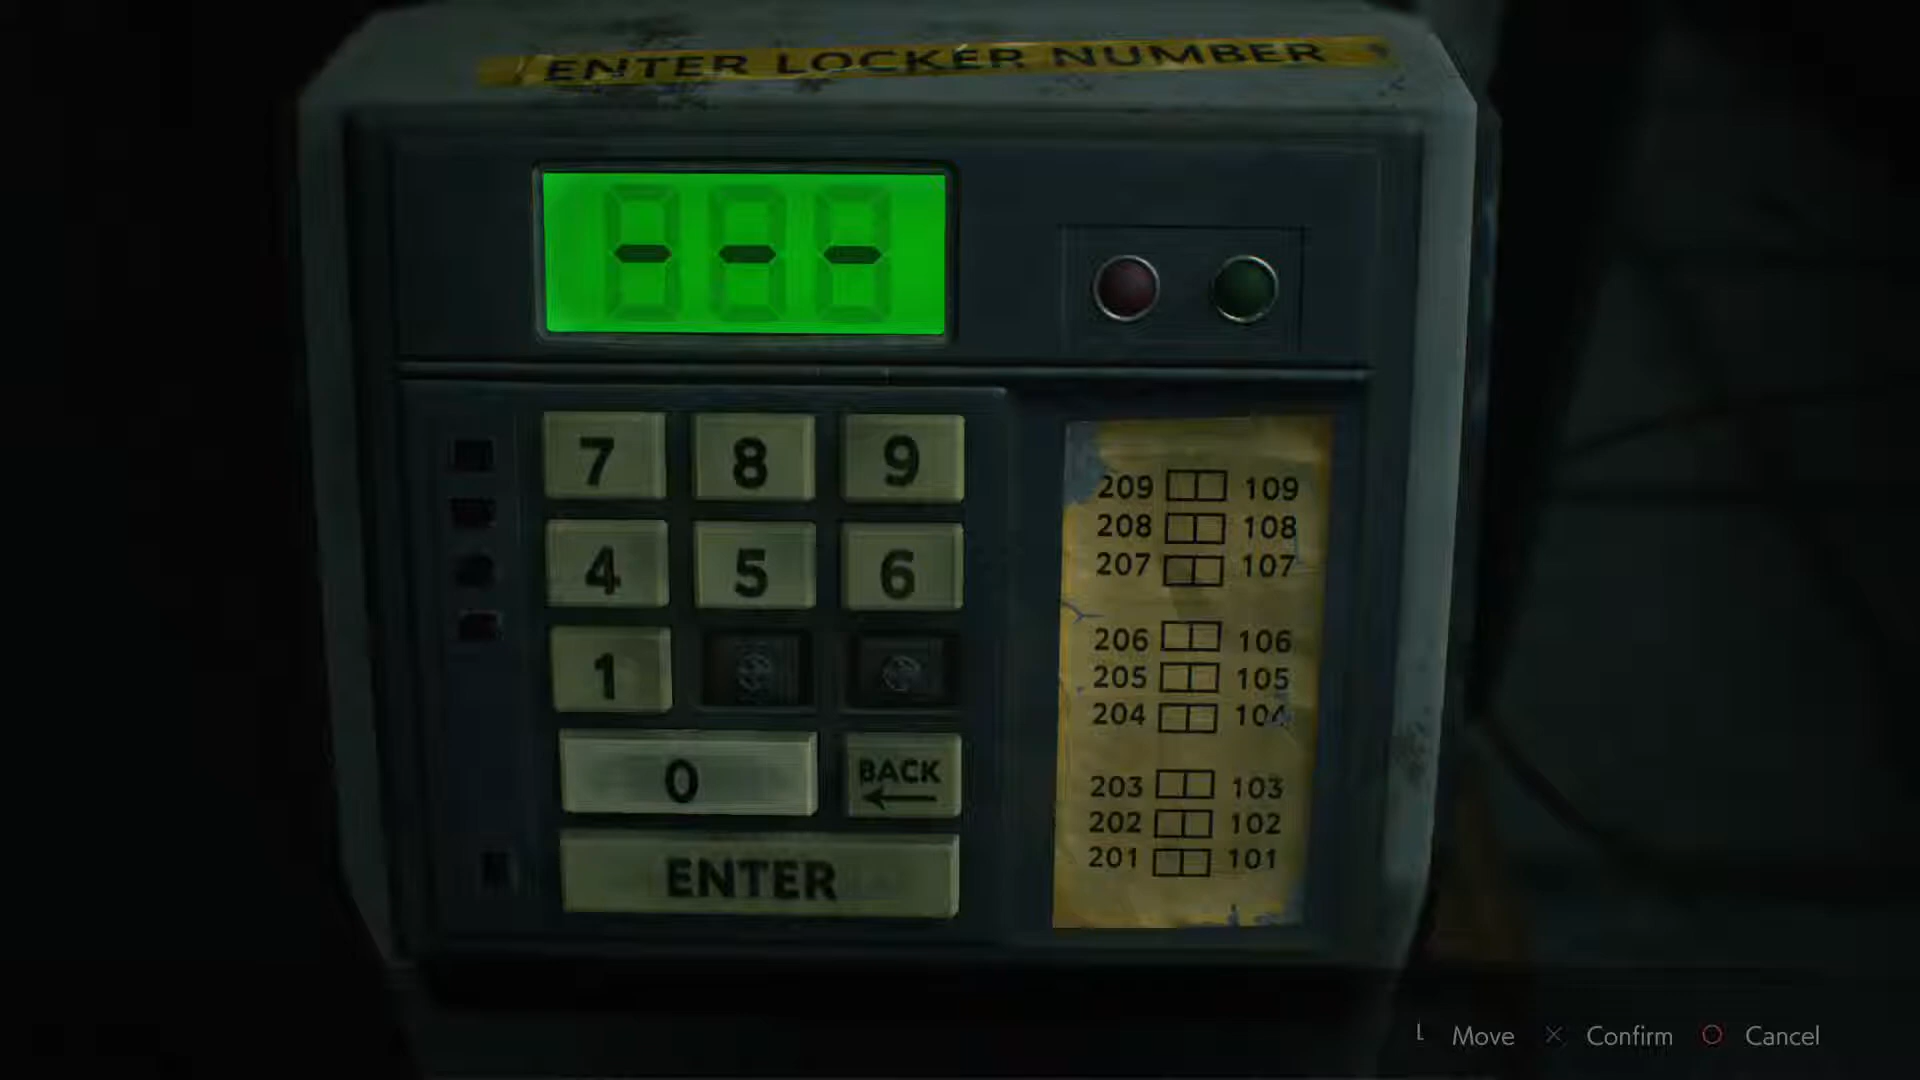 ENTER LOCKER NUMBER
- - -
7 8 9
4 5 6
1
0 BACK
ENTER
209 109
208 108
207 107
206 106
205 105
204 104
203 103
202 102
201 101
L Move Confirm Cancel